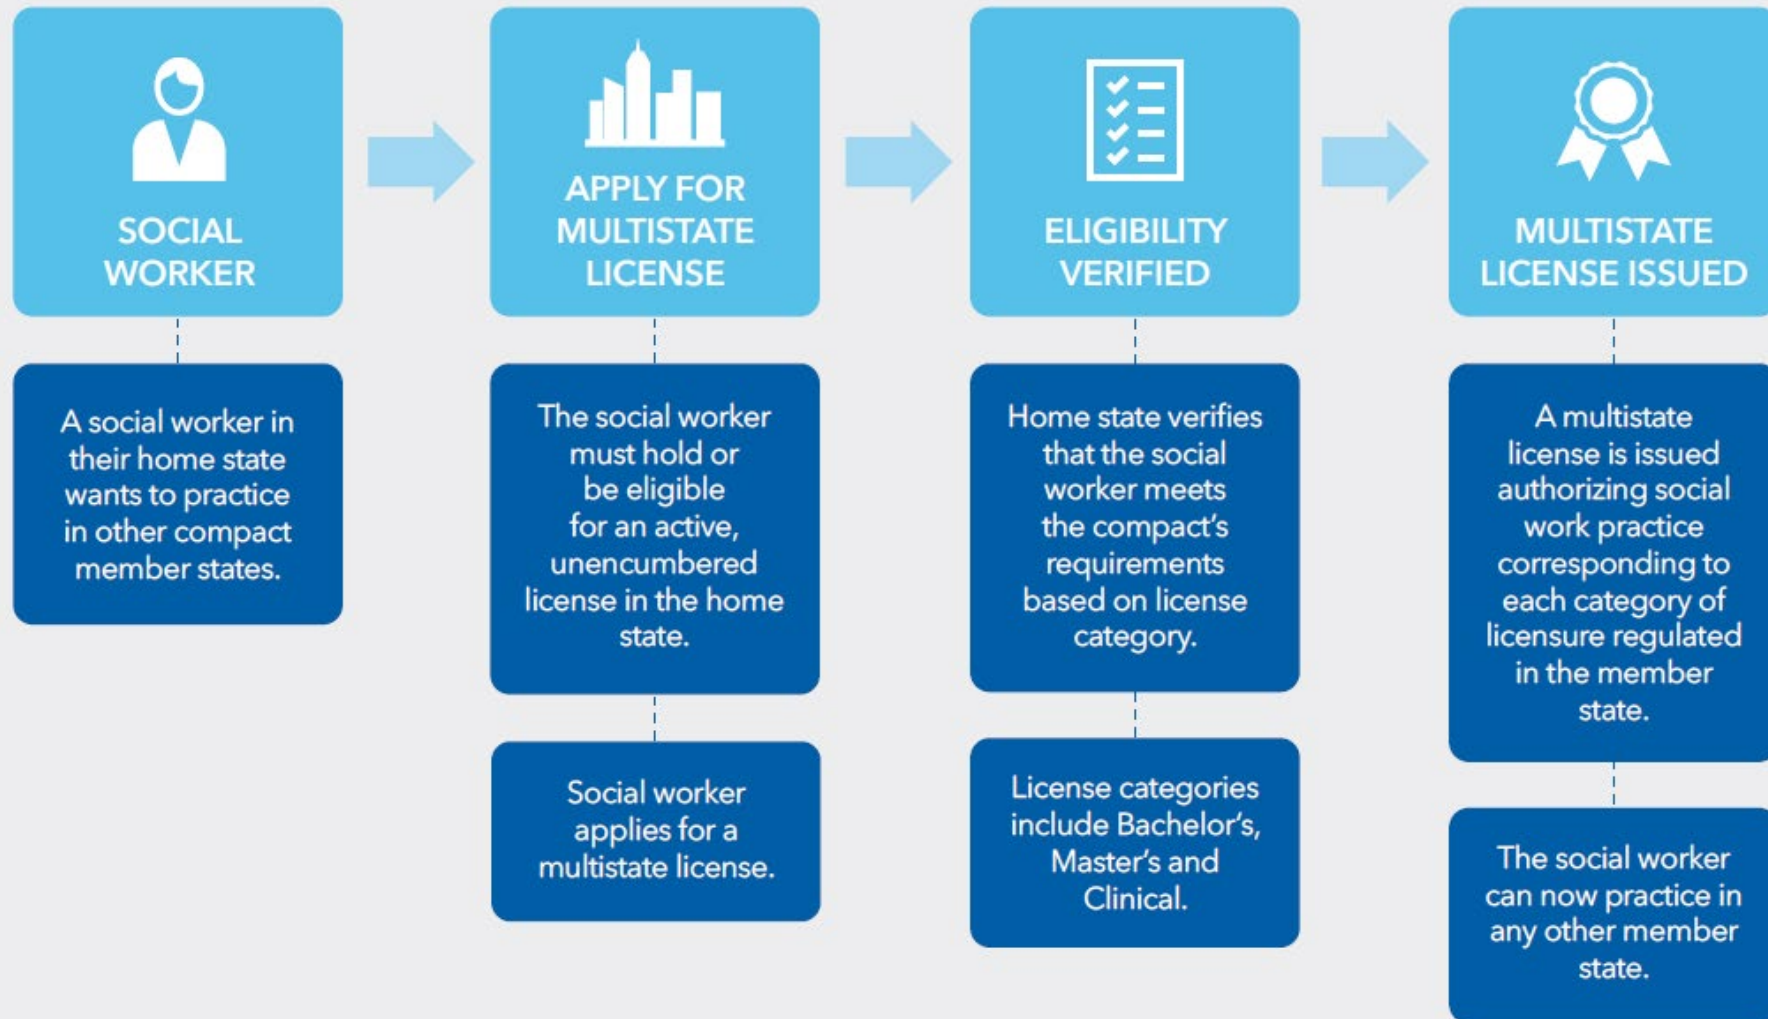 SOCIAL
WORKER
A social worker in
their home state
wants to practice
in other compact
member states.
APPLY FOR
MULTISTATE
LICENSE
The social worker
must hold or
be eligible
for an active,
unencumbered
license in the home
state.
Social worker
applies for a
multistate license.
ELIGIBILITY
VERIFIED
Home state verifies
that the social
worker meets
the compact’s
requirements
based on license
category.
License categories
include Bachelor‘s,
Master’s and
Clinical.
MULTISTATE
LICENSE ISSUED
A multistate
license is issued
authorizing social
work practice
corresponding to
each category of
licensure regulated
in the member
state.
The social worker
can now practice in
any other member
state.